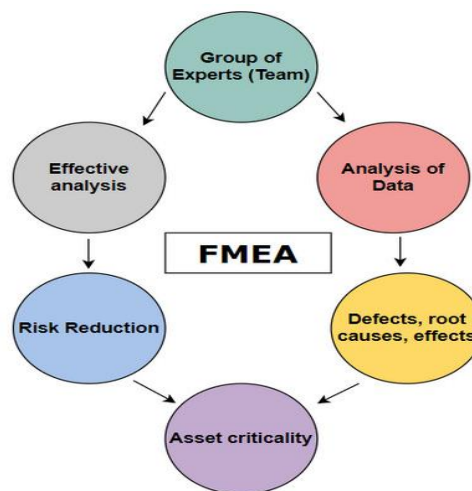 Group of
Experts (Team)
Effective
analysis
Analysis of
Data
FMEA
Risk Reduction
Defects, root
causes, effects
Asset criticality